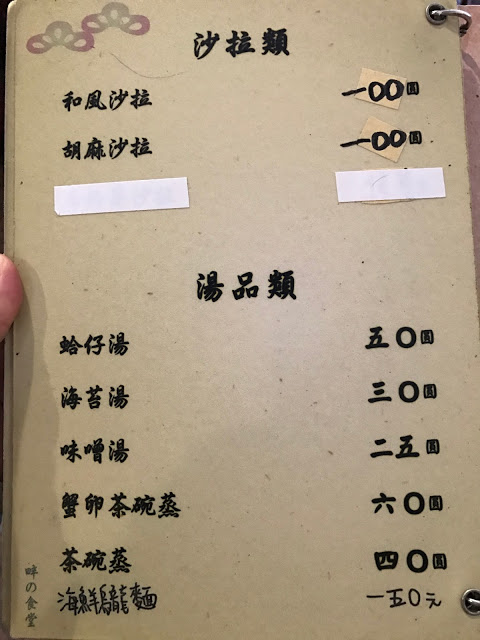 沙拉類
和風沙拉 一〇〇圓
胡麻沙拉 一〇〇圓
湯品類
蛤仔湯 五〇圓
海苔湯 三〇圓
味噌湯 二五圓
蟹卵茶碗蒸 六〇圓
茶碗蒸 四〇圓
海鮮烏龍麵 一五〇元
畔の食堂